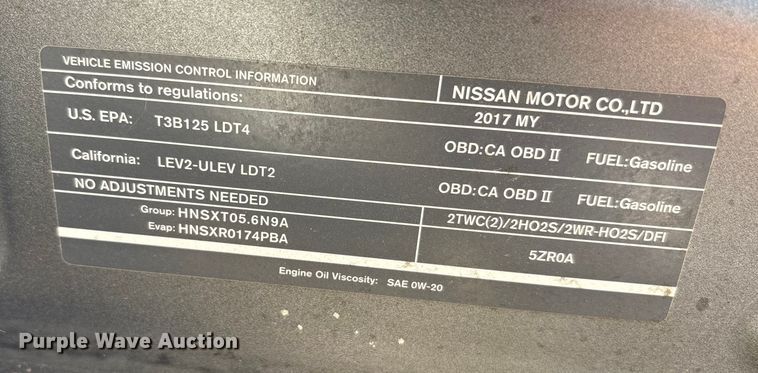 VEHICLE EMISSION CONTROL INFORMATION
NISSAN MOTOR CO.,LTD
Conforms to regulations:
2017 MY
U.S. EPA: T3B125 LDT4
OBD:CA OBD II FUEL:Gasoline
California: LEV2-ULEV LDT2
OBD:CA OBD II FUEL:Gasoline
NO ADJUSTMENTS NEEDED
Group: HNSXT05.6N9A
2TWC(2)/2HO2S/2WR-HO2S/DFI
Evap: HNSXR0174PBA
5ZR0A
Engine Oil Viscosity: SAE 0W-20
Purple Wave Auction